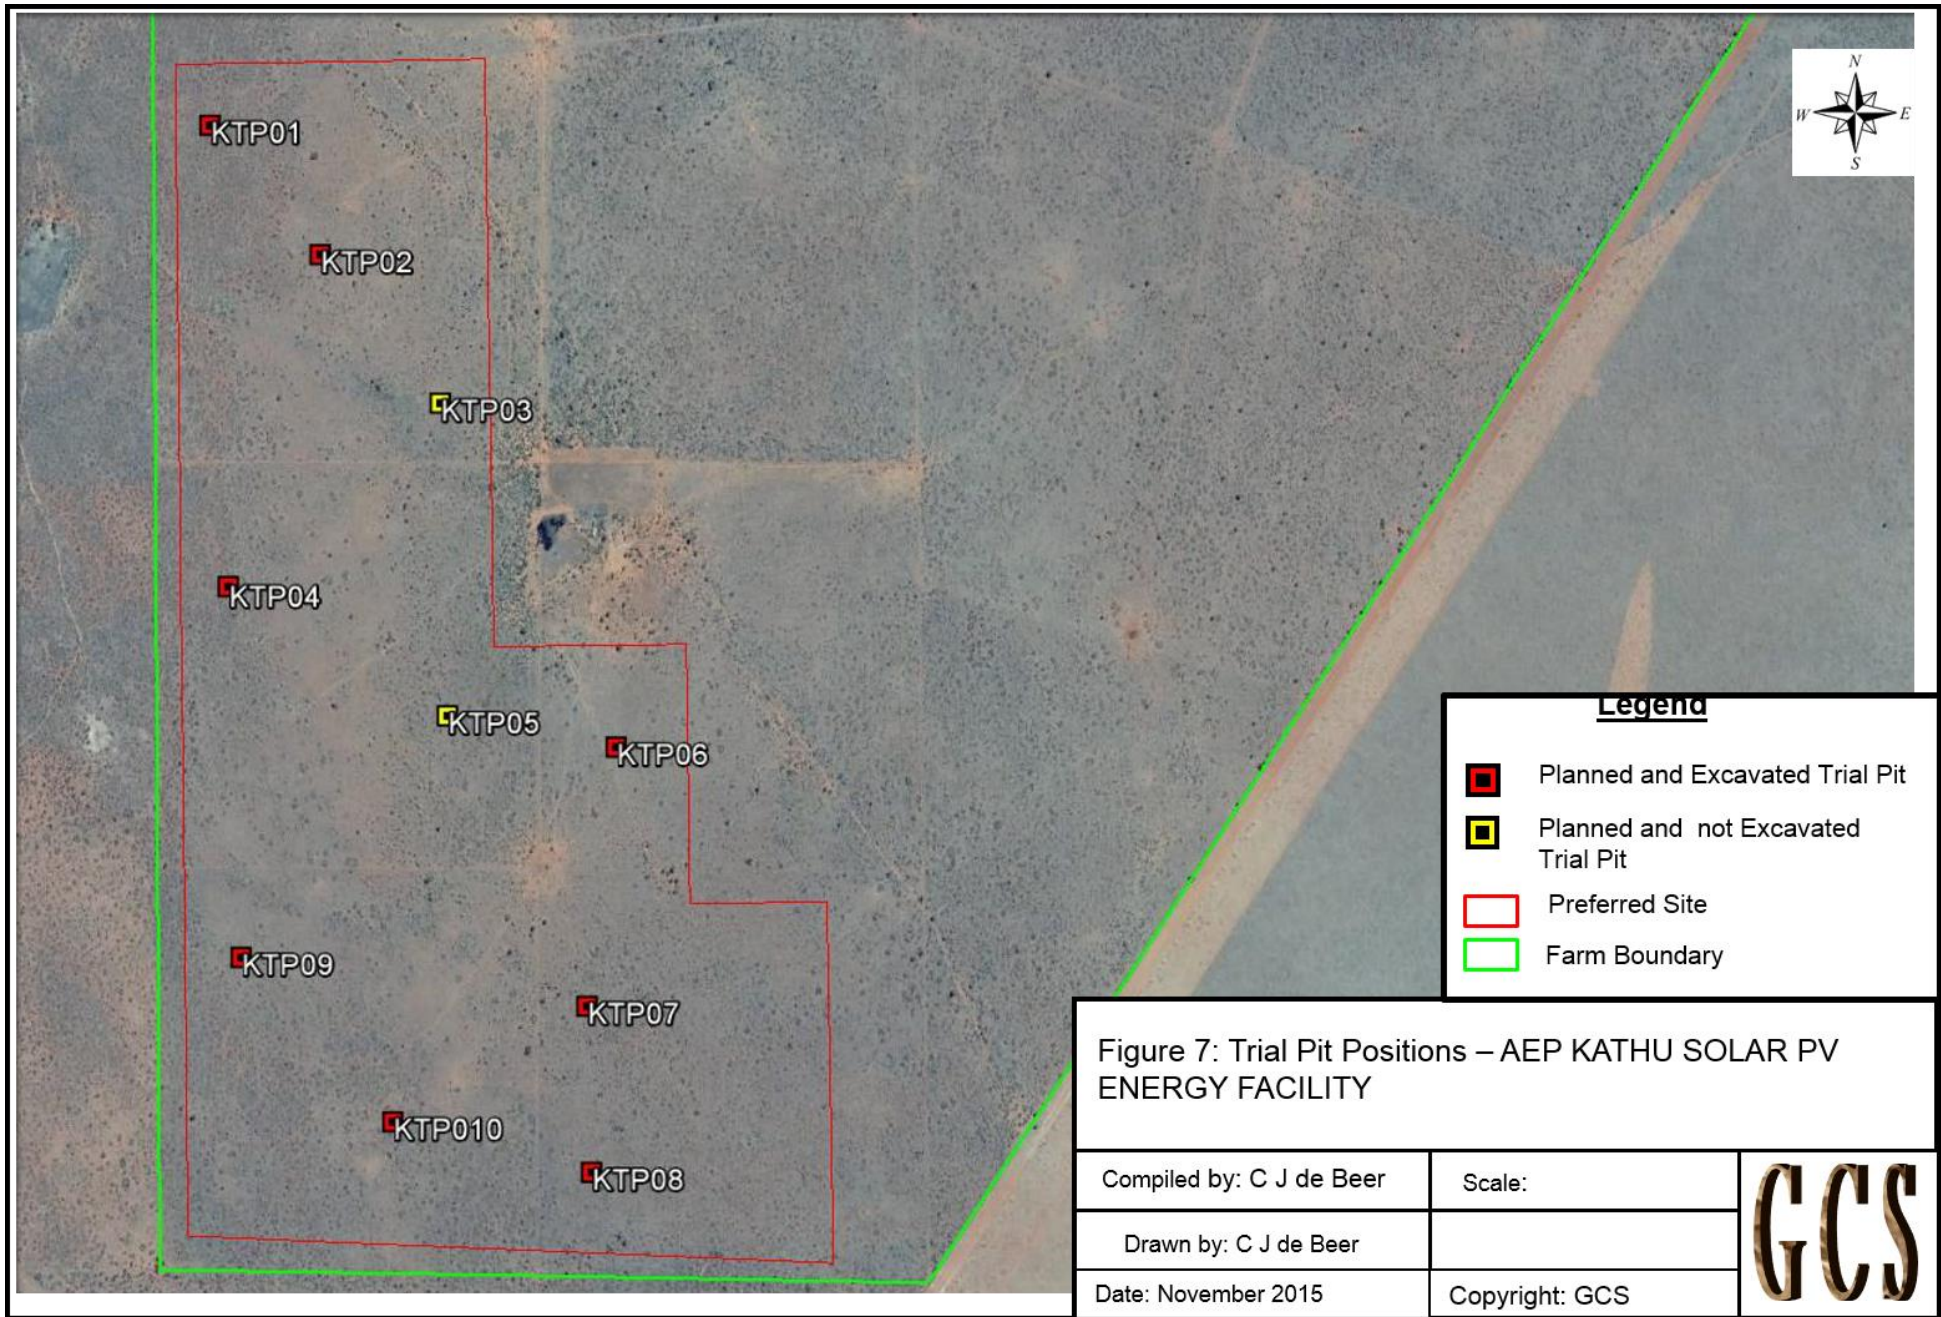 N
W E
S
KTP01
KTP02
KTP03
KTP04
KTP05
KTP06
KTP09
KTP07
KTP010
KTP08
Legend
Planned and Excavated Trial Pit
Planned and not Excavated
Trial Pit
Preferred Site
Farm Boundary
Figure 7: Trial Pit Positions – AEP KATHU SOLAR PV
ENERGY FACILITY
Compiled by: C J de Beer
Scale:
Drawn by: C J de Beer
Date: November 2015
Copyright: GCS
GCS